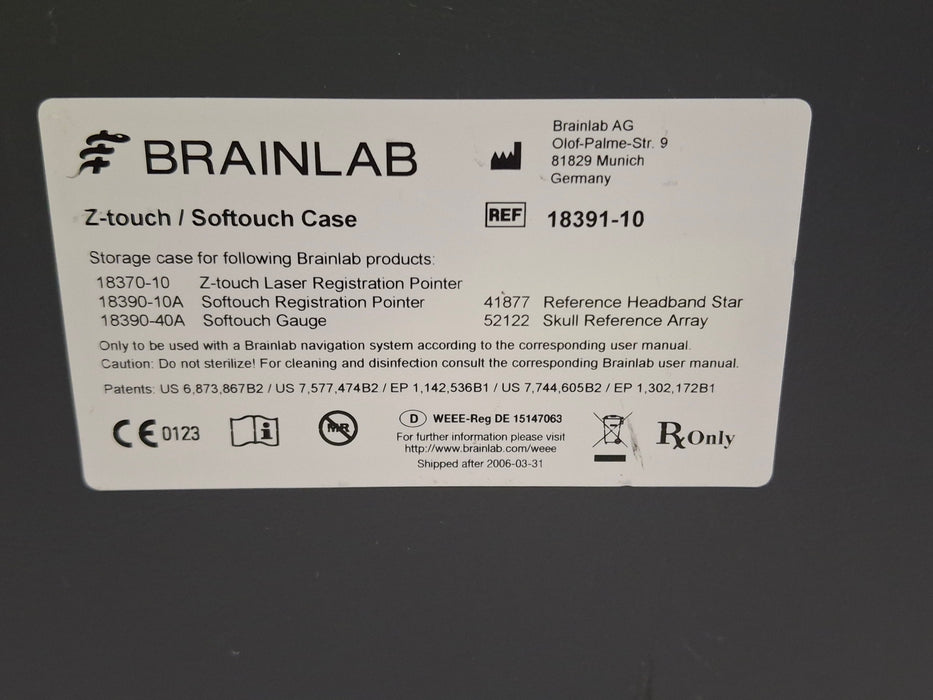 BRAINLAB
Brainlab AG
Olof-Palme-Str. 9
81829 Munich
Germany
Z-touch / Softouch Case
REF 18391-10
Storage case for following Brainlab products:
18370-10 Z-touch Laser Registration Pointer
18390-10A Softouch Registration Pointer 41877 Reference Headband Star
18390-40A Softouch Gauge 52122 Skull Reference Array
Only to be used with a Brainlab navigation system according to the corresponding user manual.
Caution: Do not sterilize! For cleaning and disinfection consult the corresponding Brainlab user manual.
Patents: US 6,873,867B2 / US 7,577,474B2 / EP 1,142,536B1 / US 7,744,605B2 / EP 1,302,172B1
CE 0123
i
MR
D WEEE-Reg DE 15147063
For further information please visit
http://www.brainlab.com/weee
Shipped after 2006-03-31
Rx Only